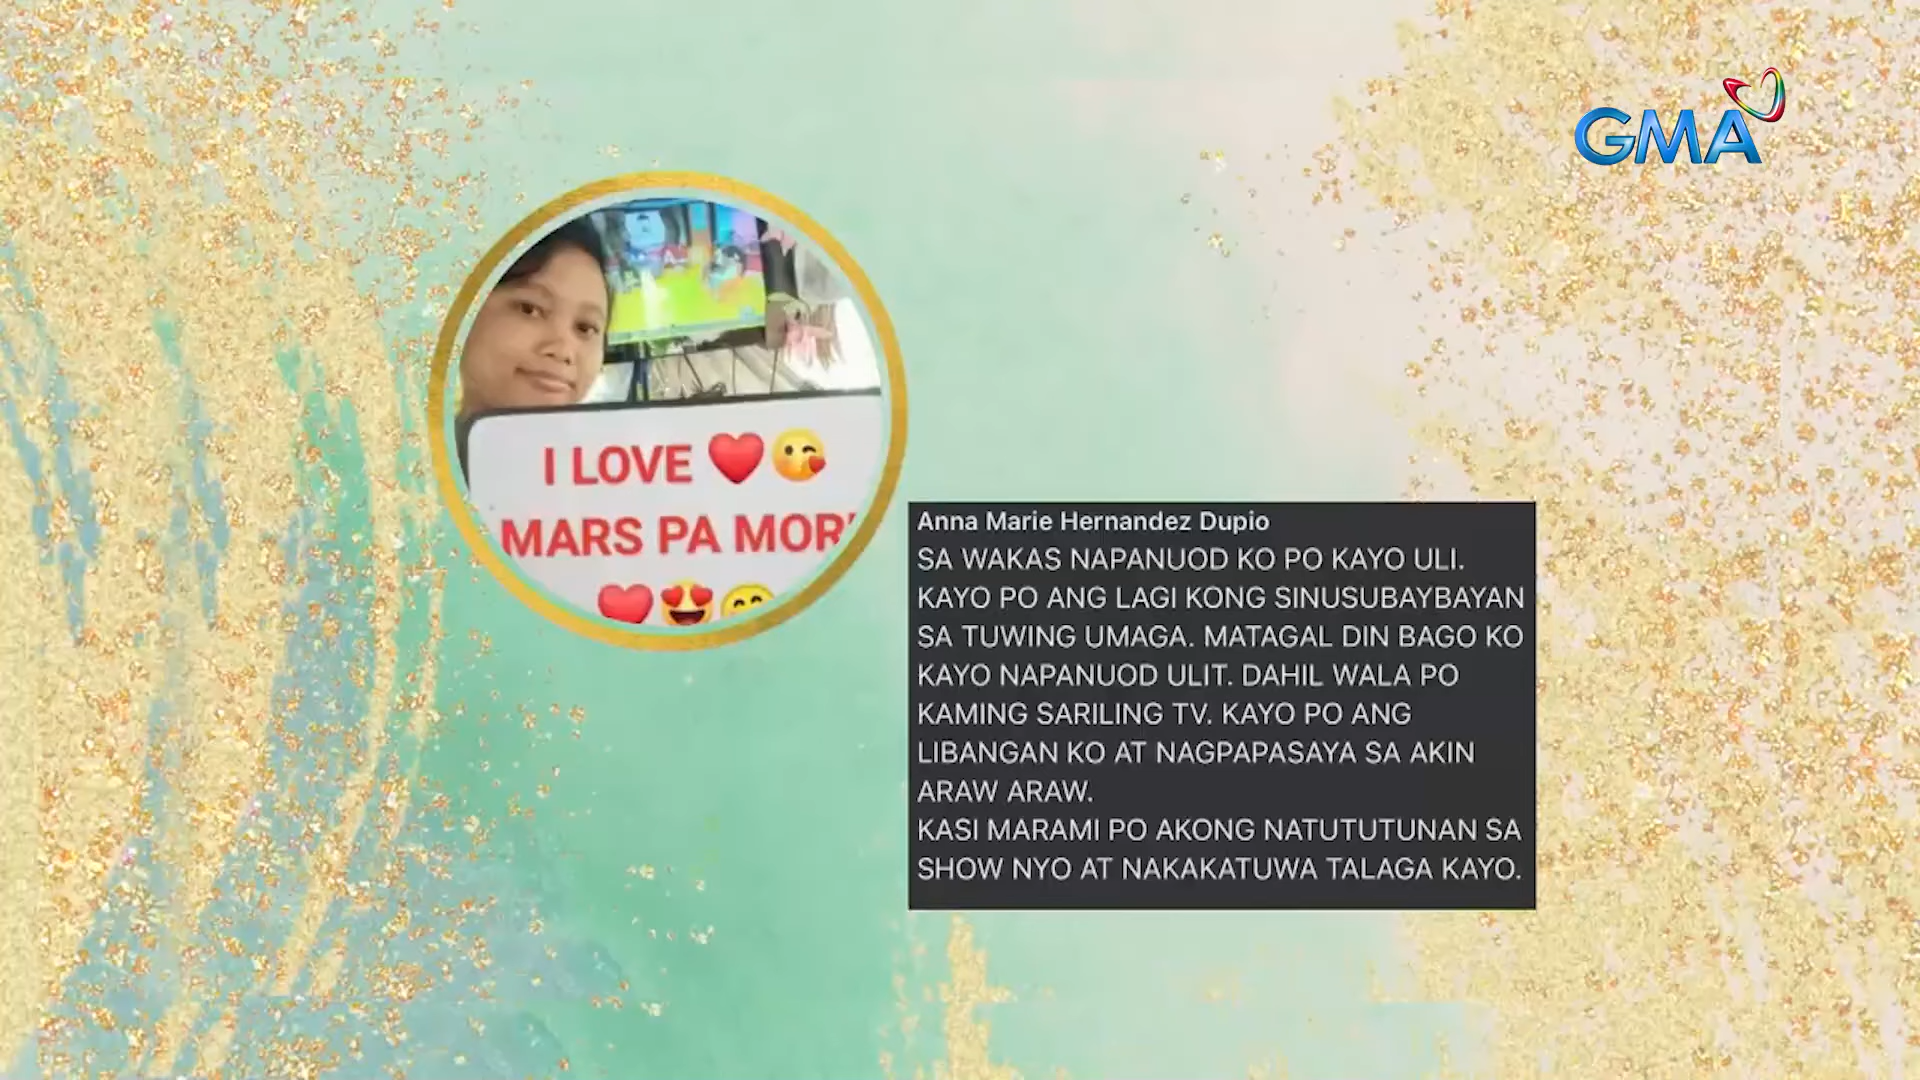 GMA
I LOVE ❤️😘
MARS PA MOR
❤️😍😊
Anna Marie Hernandez Dupio
SA WAKAS NAPANUOD KO PO KAYO ULI.
KAYO PO ANG LAGI KONG SINUSUBAYBAYAN
SA TUWING UMAGA. MATAGAL DIN BAGO KO
KAYO NAPANUOD ULIT. DAHIL WALA PO
KAMING SARILING TV. KAYO PO ANG
LIBANGAN KO AT NAGPAPASAYA SA AKIN
ARAW ARAW.
KASI MARAMI PO AKONG NATUTUTUNAN SA
SHOW NYO AT NAKAKATUWA TALAGA KAYO.